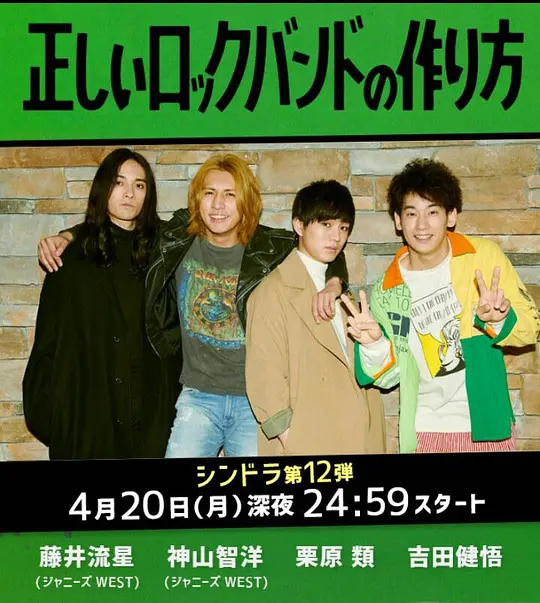 正しいロックバンドの作り方
シンドラ第12弾
4月20日(月)深夜 24:59スタート
藤井流星 神山智洋 栗原 類 吉田健悟
(ジャニーズWEST) (ジャニーズWEST)